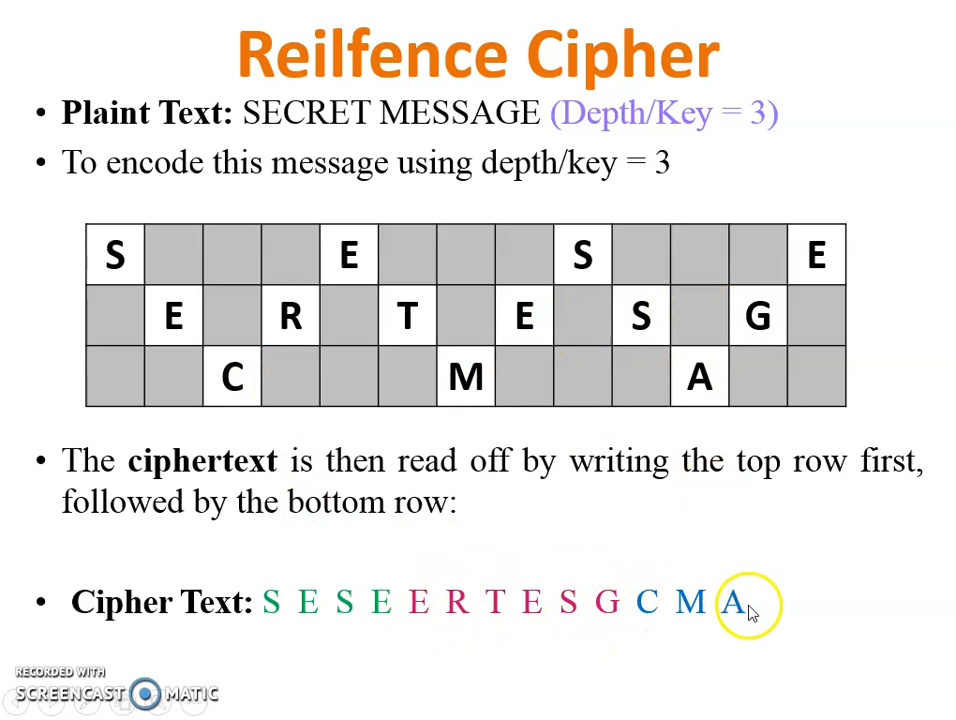 Reilfence Cipher
• Plaint Text: SECRET MESSAGE (Depth/Key = 3)
• To encode this message using depth/key = 3
S E S E
E R T E S G
C M A
• The ciphertext is then read off by writing the top row first,
followed by the bottom row:
• Cipher Text: S E S E E R T E S G C M A
RECORDED WITH
SCREENCAST MATIC